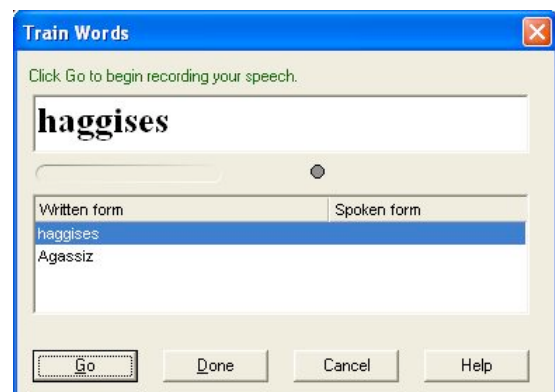 Train Words
Click Go to begin recording your speech.
haggises
Written form Spoken form
haggises
Agassiz
Go Done Cancel Help